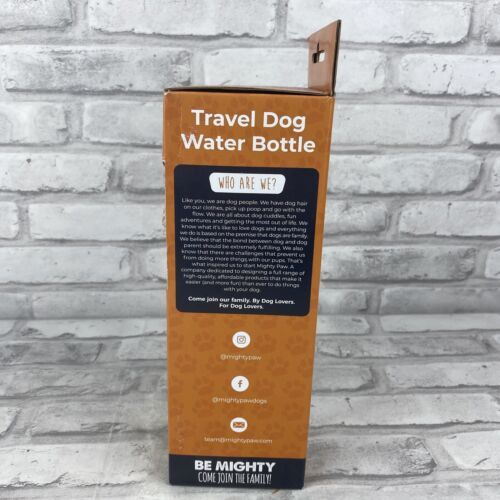 Travel Dog
Water Bottle
WHO ARE WE?
Like you, we are dog people. We have dog hair
on our clothes, pick up poop and go with the
flow. We are all about dog cuddles, fun
adventures and getting the most out of life. We
know what it's like to love dogs and everything
we do is based on the premise that dogs are family.
We believe that the bond between dog and dog
parent should be extremely fulfilling. We also
know that there are challenges that prevent us
from doing more things with our pups. That's
what inspired us to start Mighty Paw. A
company dedicated to designing a full range of
high-quality, affordable products that make it
easier (and more fun) than ever to do things
with your dog.
Come join our family. By Dog Lovers.
For Dog Lovers.
@mightypaw
@mightypawdogs
team@mightypaw.com
BE MIGHTY
COME JOIN THE FAMILY!